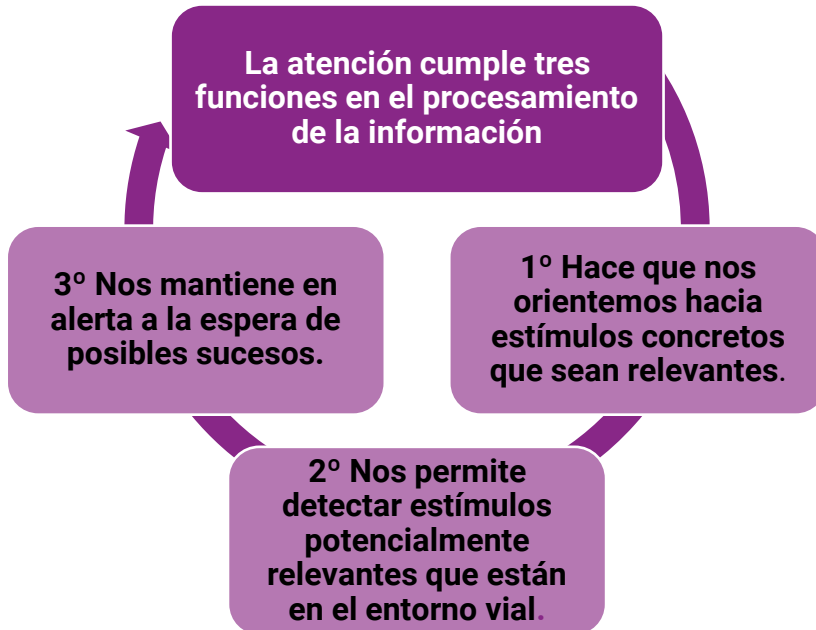 La atención cumple tres
funciones en el procesamiento
de la información
1º Hace que nos
orientemos hacia
estímulos concretos
que sean relevantes.
2º Nos permite
detectar estímulos
potencialmente
relevantes que están
en el entorno vial.
3º Nos mantiene en
alerta a la espera de
posibles sucesos.